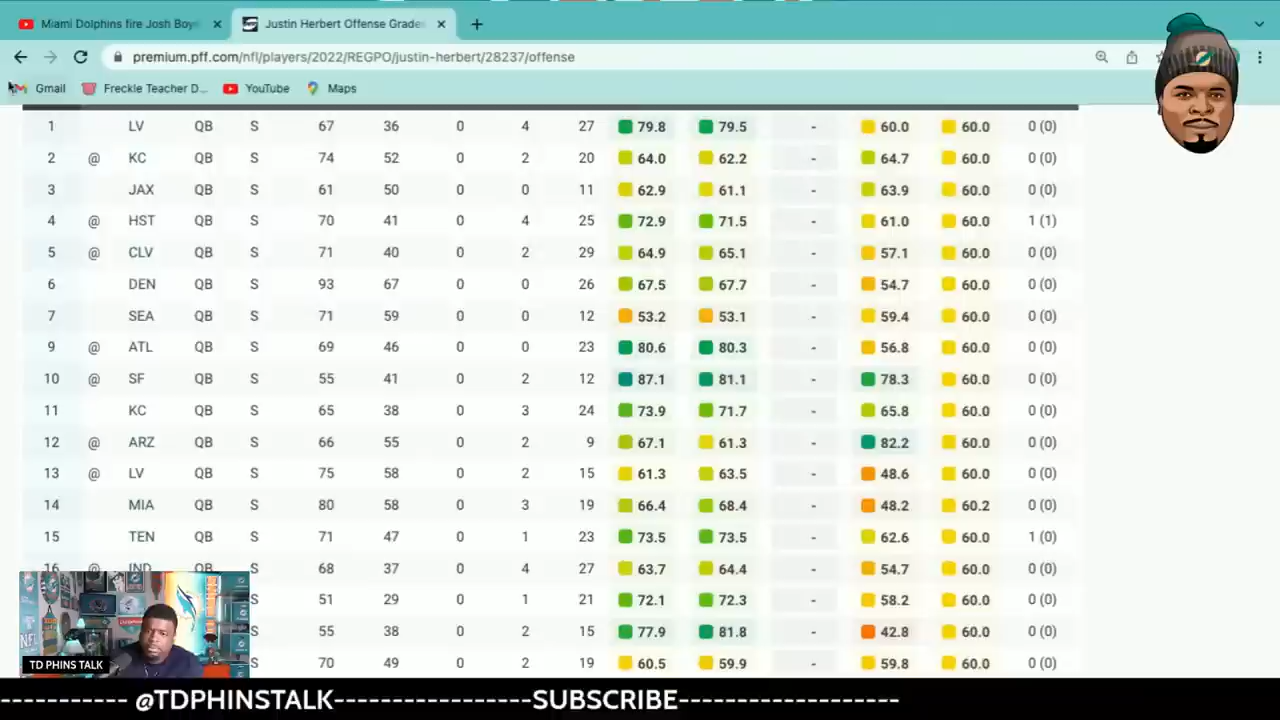 Miami Dolphins fire Josh Boye
Justin Herbert Offense Grades
premium.pff.com/nfl/players/2022/REGPO/justin-herbert/28237/offense
Gmail Freckle Teacher D... YouTube Maps
1 LV QB S 67 36 0 4 27 79.8 79.5 - 60.0 60.0 0 (0)
2 @ KC QB S 74 52 0 2 20 64.0 62.2 - 64.7 60.0 0 (0)
3 JAX QB S 61 50 0 0 11 62.9 61.1 - 63.9 60.0 0 (0)
4 @ HST QB S 70 41 0 4 25 72.9 71.5 - 61.0 60.0 1 (1)
5 @ CLV QB S 71 40 0 2 29 64.9 65.1 - 57.1 60.0 0 (0)
6 DEN QB S 93 67 0 0 26 67.5 67.7 - 54.7 60.0 0 (0)
7 SEA QB S 71 59 0 0 12 53.2 53.1 - 59.4 60.0 0 (0)
9 @ ATL QB S 69 46 0 0 23 80.6 80.3 - 56.8 60.0 0 (0)
10 @ SF QB S 55 41 0 2 12 87.1 81.1 - 78.3 60.0 0 (0)
11 KC QB S 65 38 0 3 24 73.9 71.7 - 65.8 60.0 0 (0)
12 @ ARZ QB S 66 55 0 2 9 67.1 61.3 - 82.2 60.0 0 (0)
13 @ LV QB S 75 58 0 2 15 61.3 63.5 - 48.6 60.0 0 (0)
14 MIA QB S 80 58 0 3 19 66.4 68.4 - 48.2 60.2 0 (0)
15 TEN QB S 71 47 0 1 23 73.5 73.5 - 62.6 60.0 1 (0)
16 @ IND QB S 68 37 0 4 27 63.7 64.4 - 54.7 60.0 0 (0)
S 51 29 0 1 21 72.1 72.3 - 58.2 60.0 0 (0)
S 55 38 0 2 15 77.9 81.8 - 42.8 60.0 0 (0)
S 70 49 0 2 19 60.5 59.9 - 59.8 60.0 0 (0)
TD PHINS TALK
----------- @TDPHINSTALK--------------------SUBSCRIBE----------------------